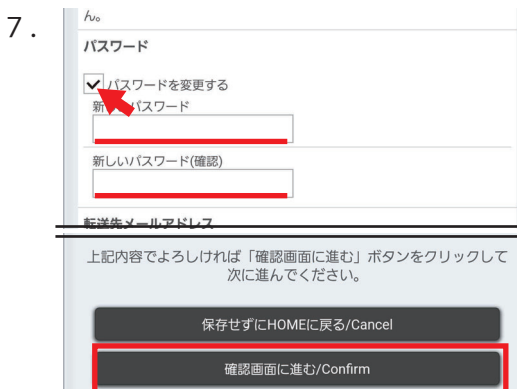 7.
ん。
パスワード
パスワードを変更する
新しいパスワード
新しいパスワード(確認)
転送先メールアドレス
上記内容でよろしければ「確認画面に進む」ボタンをクリックして
次に進んでください。
保存せずにHOMEに戻る/Cancel
確認画面に進む/Confirm